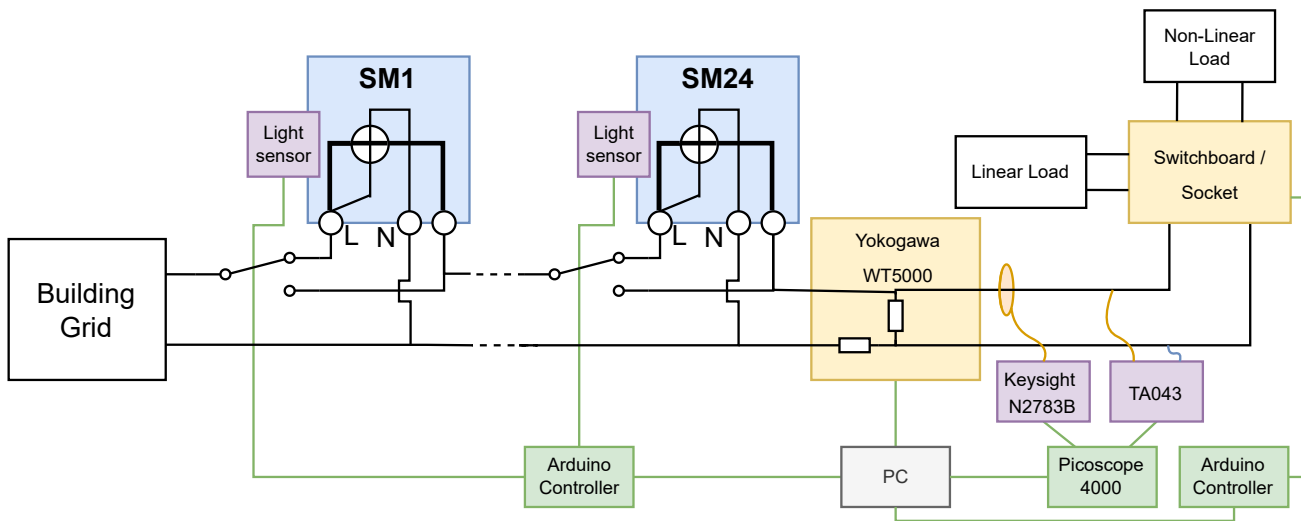 Non-Linear
Load
SM1
SM24
Light
sensor
Light
sensor
Linear Load
Switchboard /
Socket
L
N
L
N
Yokogawa
WT5000
Building
Grid
Keysight
N2783B
TA043
Arduino
Controller
PC
Picoscope
4000
Arduino
Controller